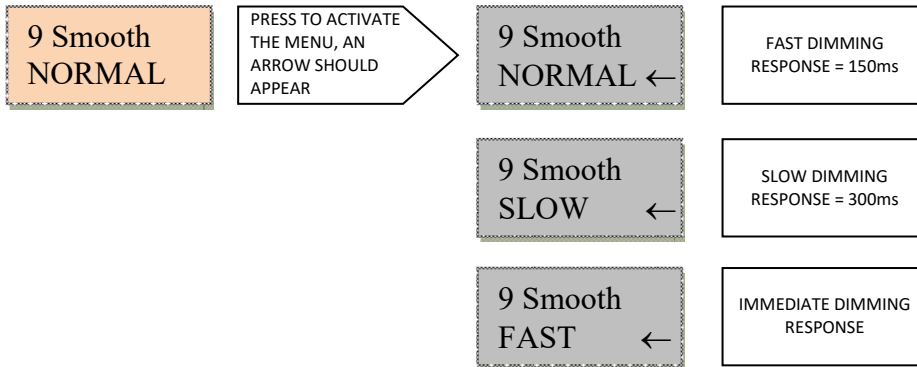 9 Smooth
NORMAL
PRESS TO ACTIVATE
THE MENU, AN
ARROW SHOULD
APPEAR
9 Smooth
NORMAL ←
FAST DIMMING
RESPONSE = 150ms
9 Smooth
SLOW ←
SLOW DIMMING
RESPONSE = 300ms
9 Smooth
FAST ←
IMMEDIATE DIMMING
RESPONSE